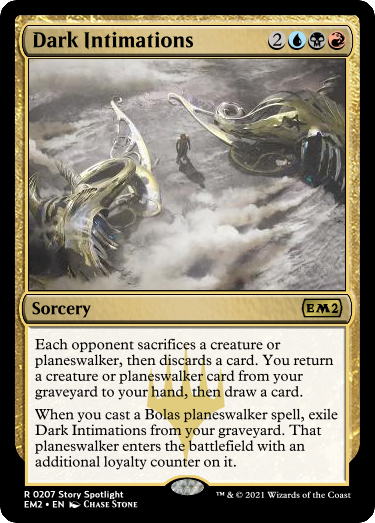 Dark Intimations 2
Sorcery EM2
Each opponent sacrifices a creature or
planeswalker, then discards a card. You return
a creature or planeswalker card from your
graveyard to your hand, then draw a card.
When you cast a Bolas planeswalker spell, exile
Dark Intimations from your graveyard. That
planeswalker enters the battlefield with an
additional loyalty counter on it.
R 0207 Story Spotlight
EM2 • EN Chase Stone ™ & © 2021 Wizards of the Coast